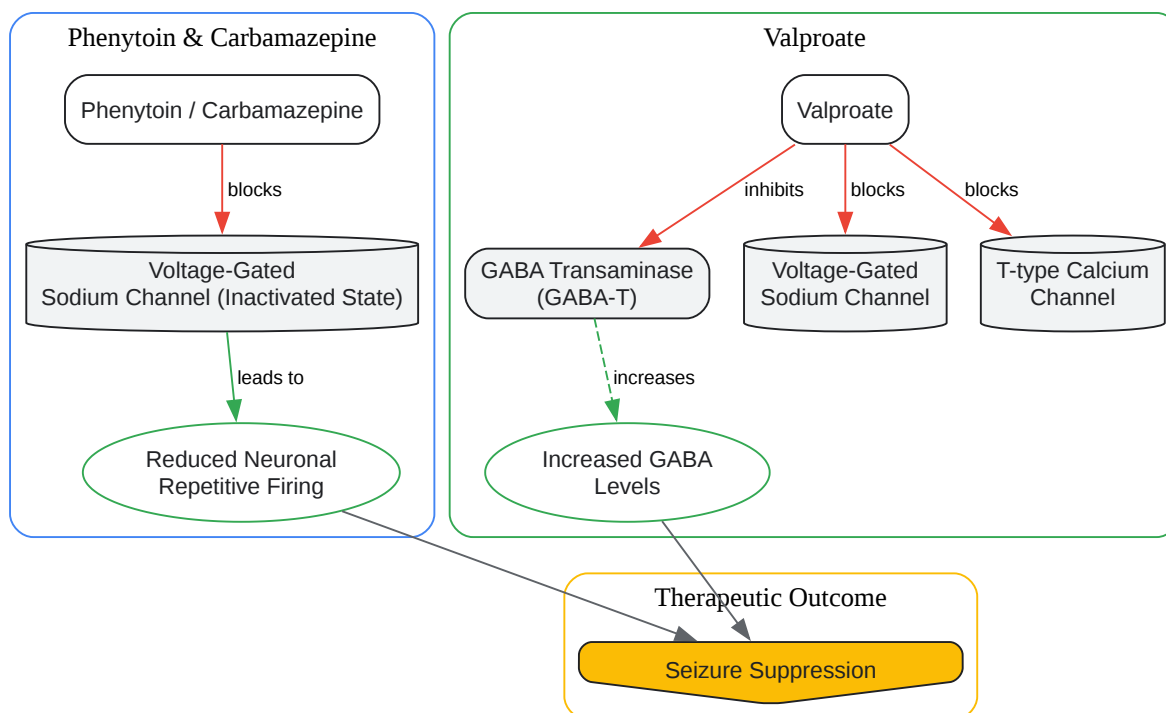 Phenytoin & Carbamazepine
Phenytoin / Carbamazepine
blocks
Voltage-Gated
Sodium Channel (Inactivated State)
leads to
Reduced Neuronal
Repetitive Firing
Valproate
Valproate
inhibits
blocks
blocks
GABA Transaminase
(GABA-T)
Voltage-Gated
Sodium Channel
T-type Calcium
Channel
increases
Increased GABA
Levels
Therapeutic Outcome
Seizure Suppression